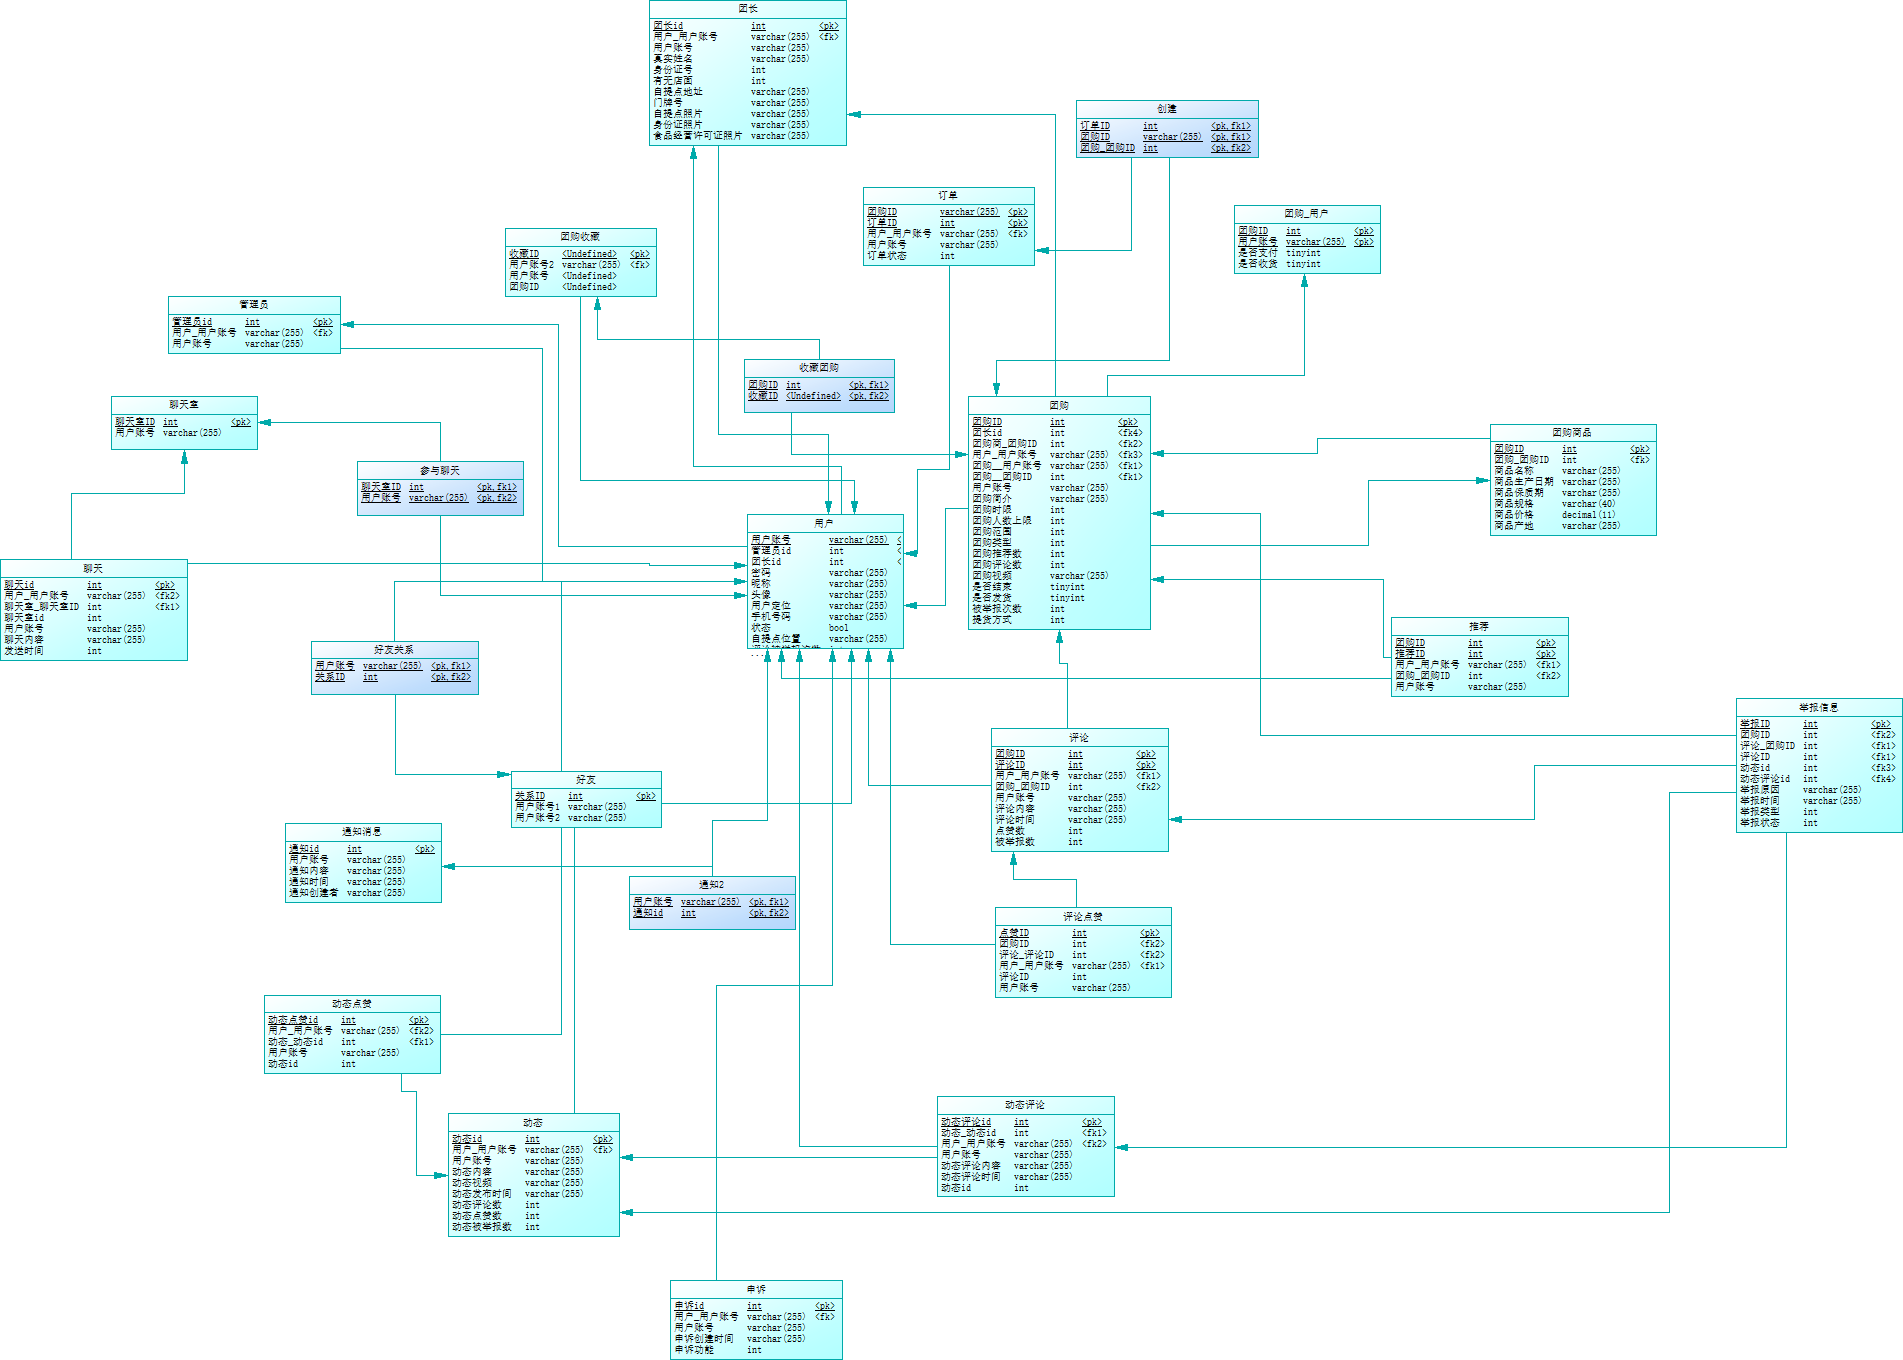 团长
团长id int <pk>
用户_用户账号 varchar(255) <fk>
用户账号 varchar(255)
真实姓名 varchar(255)
身份证号 int
有无店面 int
自提点地址 varchar(255)
门牌号 varchar(255)
自提点照片 varchar(255)
身份证照片 varchar(255)
食品经营许可证照片 varchar(255)
创建
订单ID int <pk,fk1>
团购ID varchar(255) <pk,fk1>
团购_团购ID int <pk,fk2>
订单
团购ID varchar(255) <pk>
订单ID int <pk>
用户_用户账号 varchar(255) <fk>
用户账号 varchar(255)
订单状态 int
团购_用户
团购ID int <pk>
用户账号 varchar(255) <pk>
是否支付 tinyint
是否收货 tinyint
团购收藏
收藏ID <Undefined> <pk>
用户账号2 varchar(255) <fk>
用户账号 <Undefined>
团购ID <Undefined>
管理员
管理员id int <pk>
用户_用户账号 varchar(255) <fk>
用户账号 varchar(255)
收藏团购
团购ID int <pk,fk1>
收藏ID <Undefined> <pk,fk2>
聊天室
聊天室ID int <pk>
用户账号 varchar(255)
团购
团购ID int <pk>
团长id int <fk4>
团购商_团购ID int <fk2>
用户_用户账号 varchar(255) <fk3>
团购__用户账号 varchar(255) <fk1>
团购__团购ID int <fk1>
用户账号 varchar(255)
团购简介 varchar(255)
团购时限 int
团购人数上限 int
团购范围 int
团购类型 int
团购推荐数 int
团购评论数 int
团购视频 varchar(255)
是否结束 tinyint
是否发货 tinyint
被举报次数 int
提货方式 int
团购商品
团购ID int <pk>
团购_团购ID int <fk>
商品名称 varchar(255)
商品生产日期 varchar(255)
商品保质期 varchar(255)
商品规格 varchar(40)
商品价格 decimal(11)
商品产地 varchar(255)
参与聊天
聊天室ID int <pk,fk1>
用户账号 varchar(255) <pk,fk2>
用户
用户账号 varchar(255) <
管理员id int <
团长id int <
密码 varchar(255)
昵称 varchar(255)
头像 varchar(255)
用户定位 varchar(255)
手机号码 varchar(255)
状态 bool
自提点位置 varchar(255)
...
聊天
聊天id int <pk>
用户_用户账号 varchar(255) <fk2>
聊天室_聊天室ID int <fk1>
聊天室id int
用户账号 varchar(255)
聊天内容 varchar(255)
发送时间 int
推荐
团购ID int <pk>
推荐ID int <pk>
用户_用户账号 varchar(255) <fk1>
团购_团购ID int <fk2>
用户账号 varchar(255)
好友关系
用户账号 varchar(255) <pk,fk1>
关系ID int <pk,fk2>
举报信息
举报ID int <pk>
团购ID int <fk2>
评论_团购ID int <fk1>
评论ID int <fk1>
动态id int <fk3>
动态评论id int <fk4>
举报原因 varchar(255)
举报时间 varchar(255)
举报类型 int
举报状态 int
评论
团购ID int <pk>
评论ID int <pk>
用户_用户账号 varchar(255) <fk1>
团购_团购ID int <fk2>
用户账号 varchar(255)
评论内容 varchar(255)
评论时间 varchar(255)
点赞数 int
被举报数 int
好友
关系ID int <pk>
用户账号1 varchar(255)
用户账号2 varchar(255)
通知消息
通知id int <pk>
用户账号 varchar(255)
通知内容 varchar(255)
通知时间 varchar(255)
通知创建者 varchar(255)
通知2
用户账号 varchar(255) <pk,fk1>
通知id int <pk,fk2>
评论点赞
点赞ID int <pk>
团购ID int <fk2>
评论_评论ID int <fk2>
用户_用户账号 varchar(255) <fk1>
评论ID int
用户账号 varchar(255)
动态点赞
动态点赞id int <pk>
用户_用户账号 varchar(255) <fk2>
动态_动态id int <fk1>
用户账号 varchar(255)
动态id int
动态
动态id int <pk>
用户_用户账号 varchar(255) <fk>
用户账号 varchar(255)
动态内容 varchar(255)
动态视频 varchar(255)
动态发布时间 varchar(255)
动态评论数 int
动态点赞数 int
动态被举报数 int
动态评论
动态评论id int <pk>
动态_动态id int <fk1>
用户_用户账号 varchar(255) <fk2>
用户账号 varchar(255)
动态评论内容 varchar(255)
动态评论时间 varchar(255)
动态id int
申诉
申诉id int <pk>
用户_用户账号 varchar(255) <fk>
用户账号 varchar(255)
申诉创建时间 varchar(255)
申诉功能 int